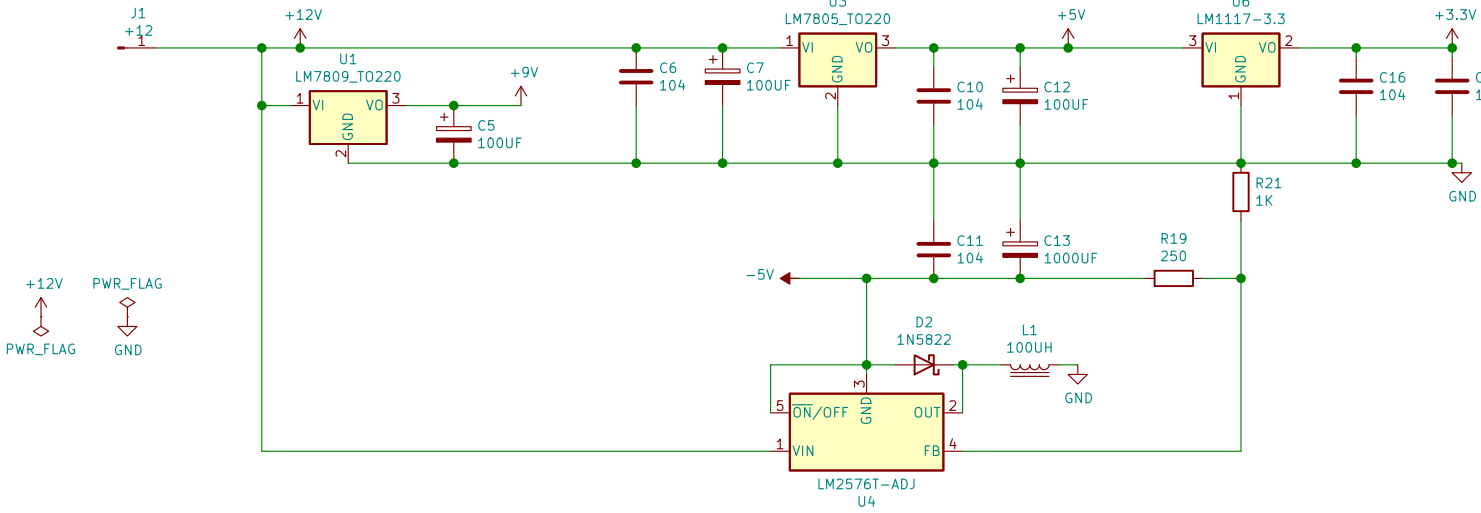 J1
+12
1
+12V
U1
LM7809_TO220
1
VI
VO
3
GND
2
+9V
C5
100UF
C6
104
C7
100UF
LM7805_TO220
1
VI
VO
3
GND
2
C10
104
C12
100UF
+5V
LM1117-3.3
3
VI
VO
2
GND
1
C16
104
+3.3V
GND
R21
1K
C11
104
C13
1000UF
R19
250
-5V
+12V
PWR_FLAG
PWR_FLAG
GND
D2
1N5822
L1
100UH
GND
3
GND
5
ON/OFF
OUT
2
1
VIN
FB
4
LM2576T-ADJ
U4